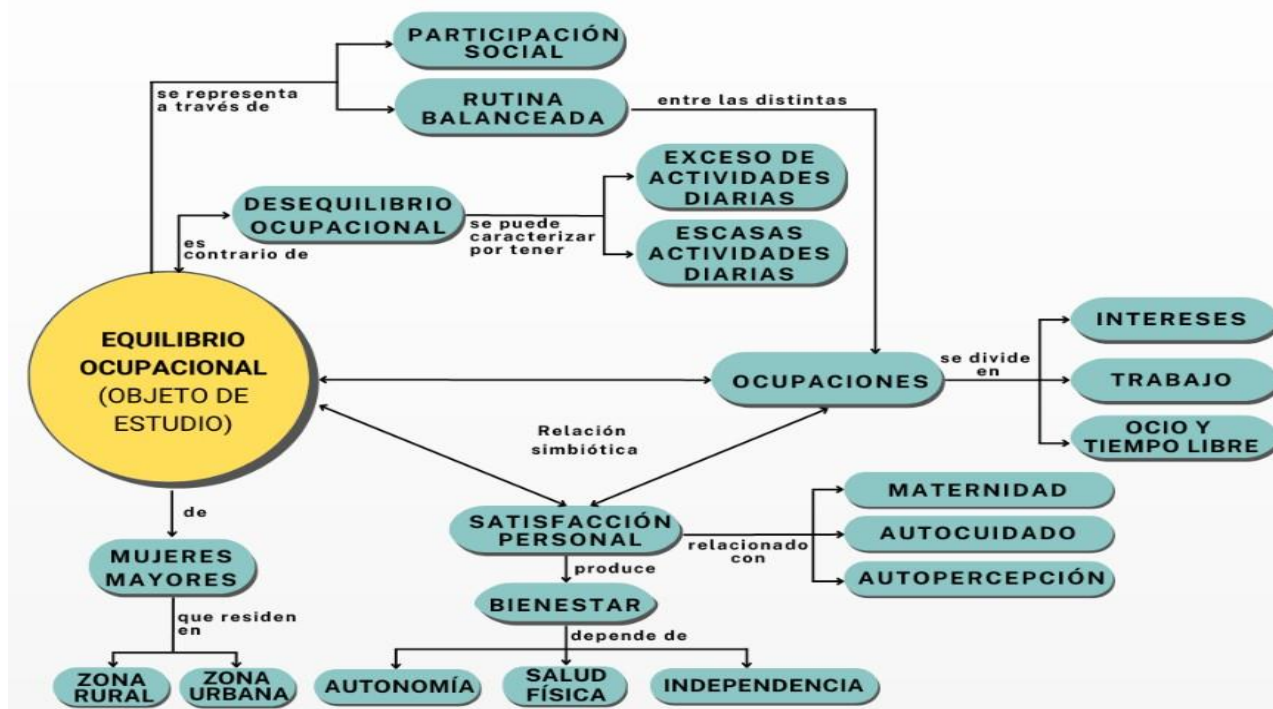 PARTICIPACIÓN
SOCIAL
se representa
a través de
RUTINA
BALANCEADA
entre las distintas
EXCESO DE
ACTIVIDADES
DIARIAS
DESEQUILIBRIO
OCUPACIONAL
se puede
caracterizar
por tener
ESCASAS
ACTIVIDADES
DIARIAS
es
contrario de
EQUILIBRIO
OCUPACIONAL
(OBJETO DE
ESTUDIO)
OCUPACIONES
se divide
en
INTERESES
TRABAJO
OCIO Y
TIEMPO LIBRE
Relación
simbiótica
de
MUJERES
MAYORES
que residen
en
ZONA
RURAL
ZONA
URBANA
SATISFACCIÓN
PERSONAL
relacionado
con
MATERNIDAD
AUTOCUIDADO
AUTOPERCEPCIÓN
produce
BIENESTAR
depende de
AUTONOMÍA
SALUD
FÍSICA
INDEPENDENCIA